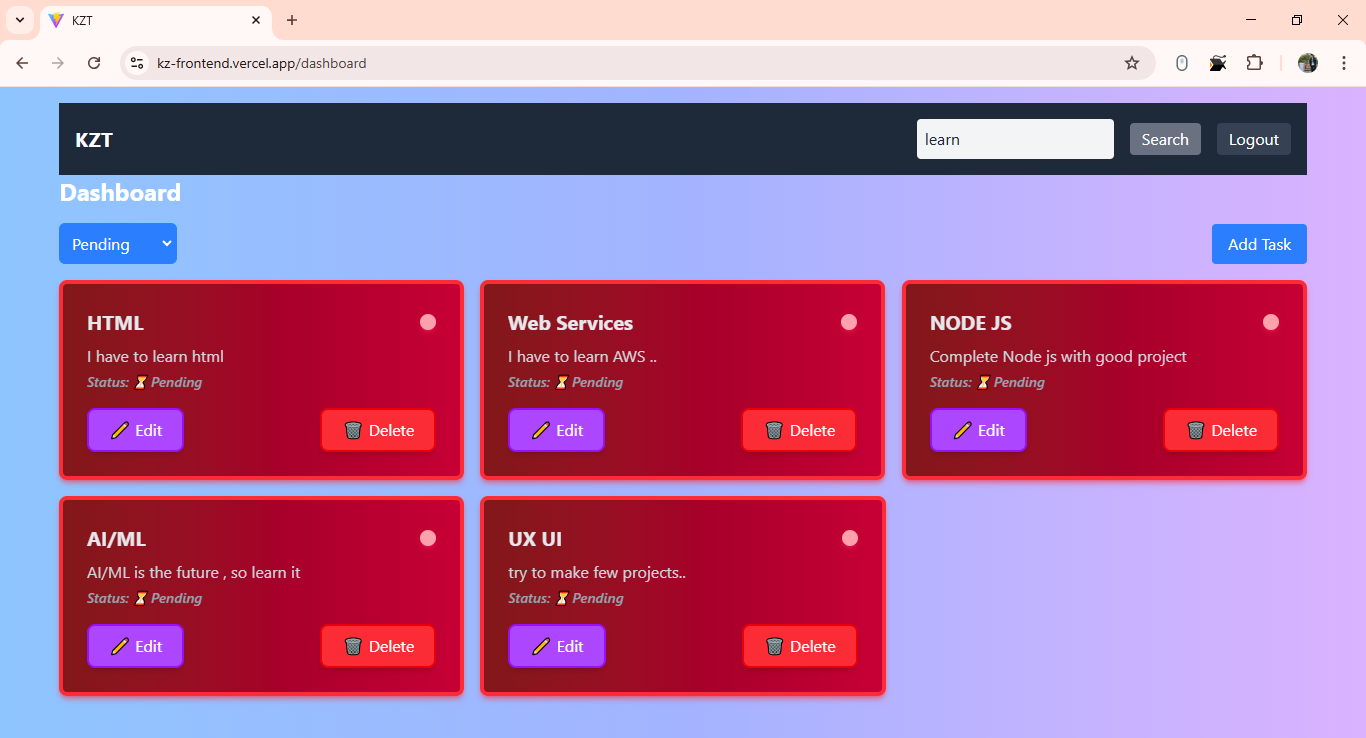 KZT
kz-frontend.vercel.app/dashboard
KZT
learn
Search
Logout
Dashboard
Pending
Add Task
HTML
I have to learn html
Status: ⏳ Pending
✏️ Edit
🗑️ Delete
Web Services
I have to learn AWS ..
Status: ⏳ Pending
✏️ Edit
🗑️ Delete
NODE JS
Complete Node js with good project
Status: ⏳ Pending
✏️ Edit
🗑️ Delete
AI/ML
AI/ML is the future , so learn it
Status: ⏳ Pending
✏️ Edit
🗑️ Delete
UX UI
try to make few projects..
Status: ⏳ Pending
✏️ Edit
🗑️ Delete